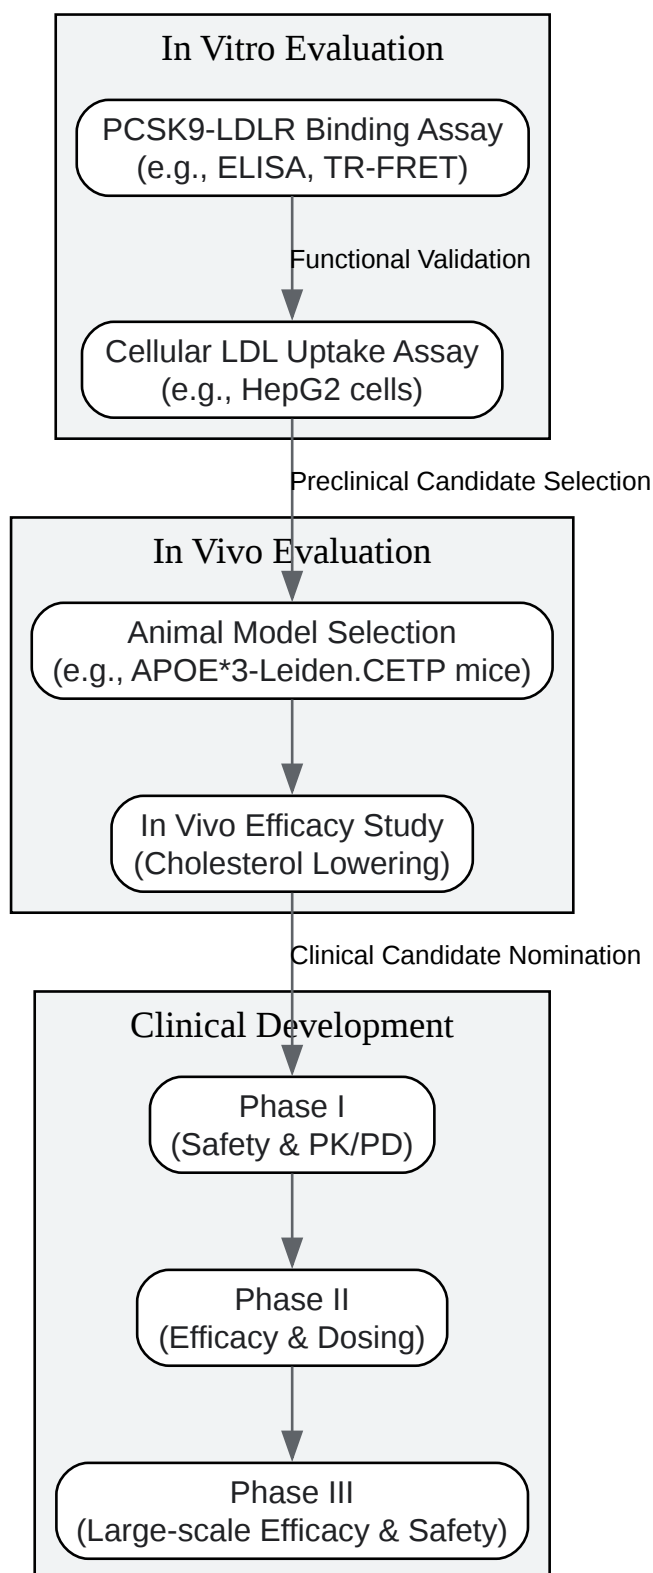 In Vitro Evaluation
PCSK9-LDLR Binding Assay
(e.g., ELISA, TR-FRET)
Functional Validation
Cellular LDL Uptake Assay
(e.g., HepG2 cells)
Preclinical Candidate Selection
In Vivo Evaluation
Animal Model Selection
(e.g., APOE*3-Leiden.CETP mice)
In Vivo Efficacy Study
(Cholesterol Lowering)
Clinical Candidate Nomination
Clinical Development
Phase I
(Safety & PK/PD)
Phase II
(Efficacy & Dosing)
Phase III
(Large-scale Efficacy & Safety)